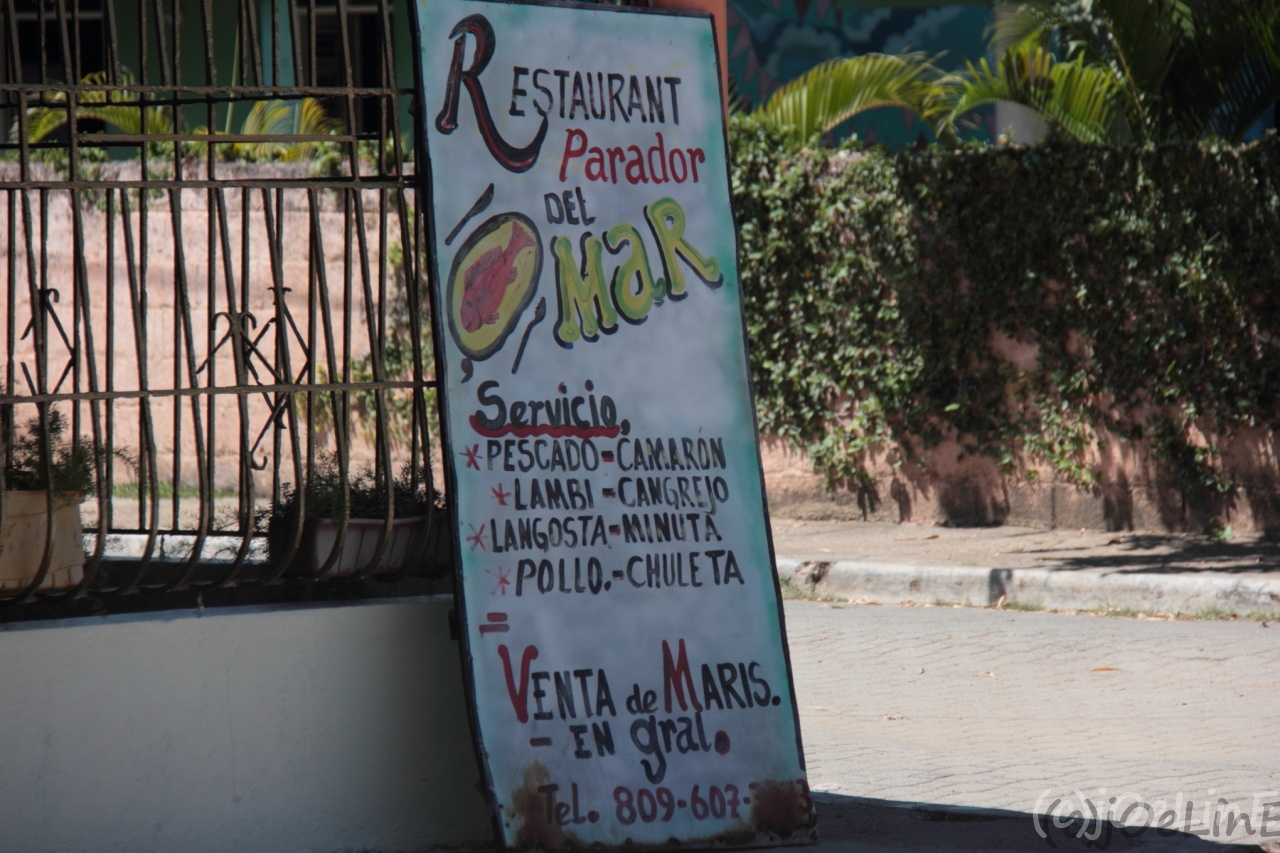 RESTAURANT
Parador
DEL
MaR
Servicio,
* PESCADO-CAMARÓN
* LAMBI-CANGREJO
* LANGOSTA-MINUTA
* POLLO.-CHULETA
=
VENTA de MARIS.
- EN gral.
Tel. 809-607-
(c)jOeLinE